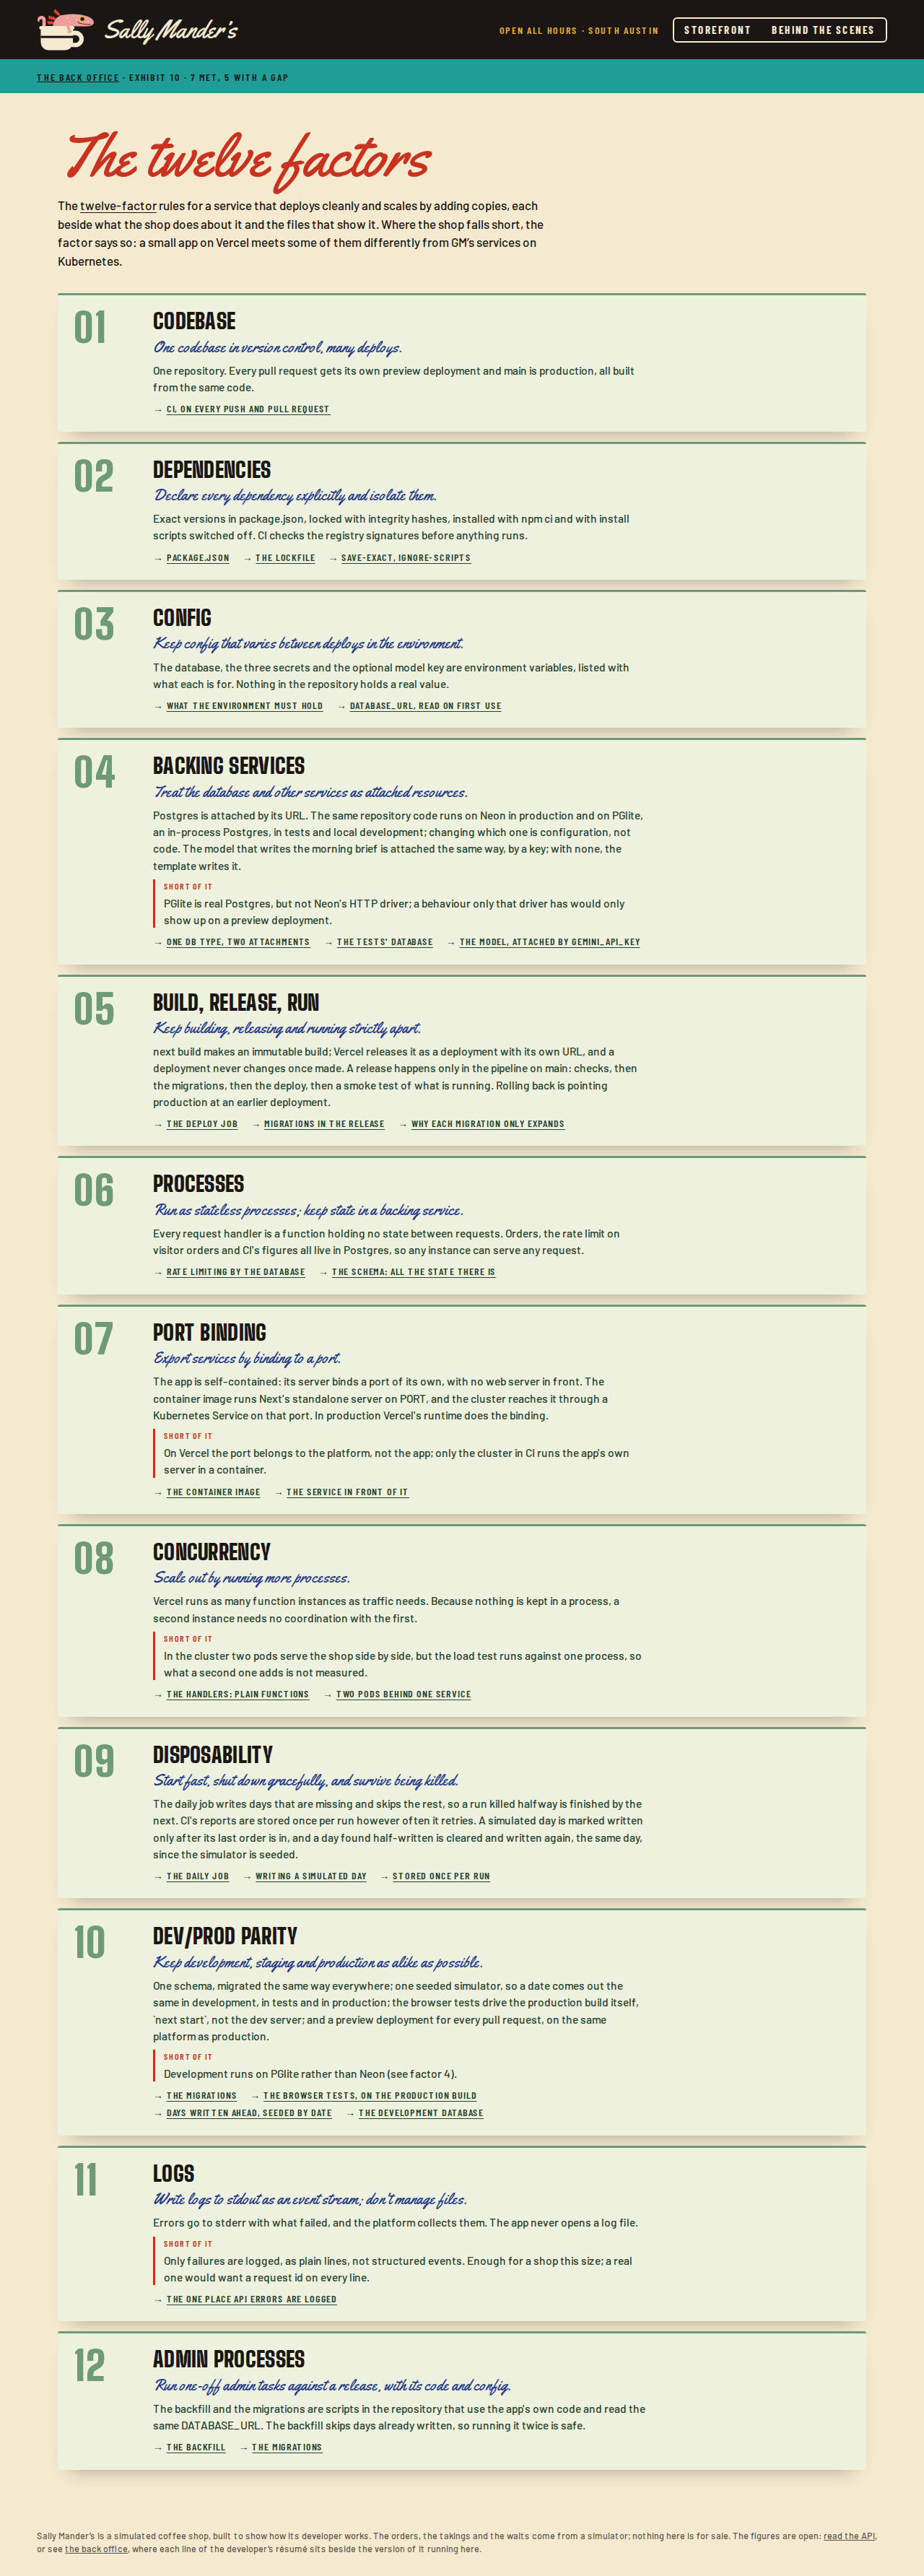 Sally Mander's
OPEN ALL HOURS · SOUTH AUSTIN
STOREFRONT
BEHIND THE SCENES
THE BACK OFFICE · EXHIBIT 10 · 7 MET, 5 WITH A GAP
The twelve factors
The twelve-factor rules for a service that deploys cleanly and scales by adding copies, each
beside what the shop does about it and the files that show it. Where the shop falls short, the
factor says so: a small app on Vercel meets some of them differently from GM's services on
Kubernetes.
01
CODEBASE
One codebase in version control, many deploys.
One repository. Every pull request gets its own preview deployment and main is production, all built
from the same code.
→ CI, ON EVERY PUSH AND PULL REQUEST
02
DEPENDENCIES
Declare every dependency explicitly and isolate them.
Exact versions in package.json, locked with integrity hashes, installed with npm ci and with install
scripts switched off. CI checks the registry signatures before anything runs.
→ PACKAGE.JSON → THE LOCKFILE → SAVE-EXACT, IGNORE-SCRIPTS
03
CONFIG
Keep config that varies between deploys in the environment.
The database, the three secrets and the optional model key are environment variables, listed with
what each is for. Nothing in the repository holds a real value.
→ WHAT THE ENVIRONMENT MUST HOLD → DATABASE_URL, READ ON FIRST USE
04
BACKING SERVICES
Treat the database and other services as attached resources.
Postgres is attached by its URL. The same repository code runs on Neon in production and on PGlite,
an in-process Postgres, in tests and local development; changing which one is configuration, not
code. The model that writes the morning brief is attached the same way, by a key; with none, the
template writes it.
SHORT OF IT
PGlite is real Postgres, but not Neon's HTTP driver; a behaviour only that driver has would only
show up on a preview deployment.
→ ONE DB TYPE, TWO ATTACHMENTS → THE TESTS' DATABASE → THE MODEL, ATTACHED BY GEMINI_API_KEY
05
BUILD, RELEASE, RUN
Keep building, releasing and running strictly apart.
next build makes an immutable build; Vercel releases it as a deployment with its own URL, and a
deployment never changes once made. A release happens only in the pipeline on main: checks, then
the migrations, then the deploy, then a smoke test of what is running. Rolling back is pointing
production at an earlier deployment.
→ THE DEPLOY JOB → MIGRATIONS IN THE RELEASE → WHY EACH MIGRATION ONLY EXPANDS
06
PROCESSES
Run as stateless processes; keep state in a backing service.
Every request handler is a function holding no state between requests. Orders, the rate limit on
visitor orders and CI's figures all live in Postgres, so any instance can serve any request.
→ RATE LIMITING BY THE DATABASE → THE SCHEMA: ALL THE STATE THERE IS
07
PORT BINDING
Export services by binding to a port.
The app is self-contained: its server binds a port of its own, with no web server in front. The
container image runs Next's standalone server on PORT, and the cluster reaches it through a
Kubernetes Service on that port. In production Vercel's runtime does the binding.
SHORT OF IT
On Vercel the port belongs to the platform, not the app; only the cluster in CI runs the app's own
server in a container.
→ THE CONTAINER IMAGE → THE SERVICE IN FRONT OF IT
08
CONCURRENCY
Scale out by running more processes.
Vercel runs as many function instances as traffic needs. Because nothing is kept in a process, a
second instance needs no coordination with the first.
SHORT OF IT
In the cluster two pods serve the shop side by side, but the load test runs against one process, so
what a second one adds is not measured.
→ THE HANDLERS: PLAIN FUNCTIONS → TWO PODS BEHIND ONE SERVICE
09
DISPOSABILITY
Start fast, shut down gracefully, and survive being killed.
The daily job writes days that are missing and skips the rest, so a run killed halfway is finished by the
next. CI's reports are stored once per run however often it retries. A simulated day is marked written
only after its last order is in, and a day found half-written is cleared and written again, the same day,
since the simulator is seeded.
→ THE DAILY JOB → WRITING A SIMULATED DAY → STORED ONCE PER RUN
10
DEV/PROD PARITY
Keep development, staging and production as alike as possible.
One schema, migrated the same way everywhere; one seeded simulator, so a date comes out the
same in development, in tests and in production; the browser tests drive the production build itself,
`next start`, not the dev server; and a preview deployment for every pull request, on the same
platform as production.
SHORT OF IT
Development runs on PGlite rather than Neon (see factor 4).
→ THE MIGRATIONS → THE BROWSER TESTS, ON THE PRODUCTION BUILD
→ DAYS WRITTEN AHEAD, SEEDED BY DATE → THE DEVELOPMENT DATABASE
11
LOGS
Write logs to stdout as an event stream; don't manage files.
Errors go to stderr with what failed, and the platform collects them. The app never opens a log file.
SHORT OF IT
Only failures are logged, as plain lines, not structured events. Enough for a shop this size; a real
one would want a request id on every line.
→ THE ONE PLACE API ERRORS ARE LOGGED
12
ADMIN PROCESSES
Run one-off admin tasks against a release, with its code and config.
The backfill and the migrations are scripts in the repository that use the app's own code and read the
same DATABASE_URL. The backfill skips days already written, so running it twice is safe.
→ THE BACKFILL → THE MIGRATIONS
Sally Mander's is a simulated coffee shop, built to show how its developer works. The orders, the takings and the waits come from a simulator; nothing here is for sale. The figures are open: read the API,
or see the back office, where each line of the developer's résumé sits beside the version of it running here.